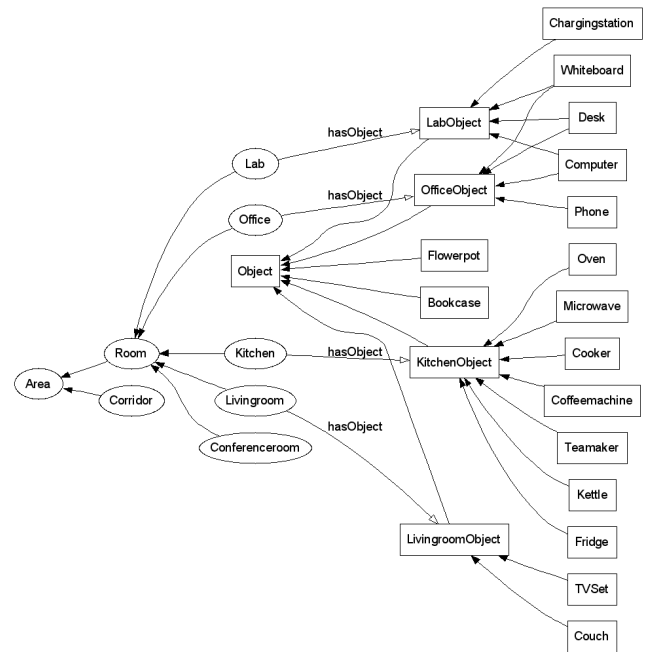 Chargingstation
Whiteboard
LabObject
Desk
hasObject
Lab
Computer
OfficeObject
hasObject
Office
Phone
Flowerpot
Oven
Object
Bookcase
Microwave
Room
Kitchen
hasObject
KitchenObject
Cooker
Area
Corridor
Livingroom
Coffeemachine
hasObject
Conferenceroom
Teamaker
Kettle
LivingroomObject
Fridge
TVSet
Couch